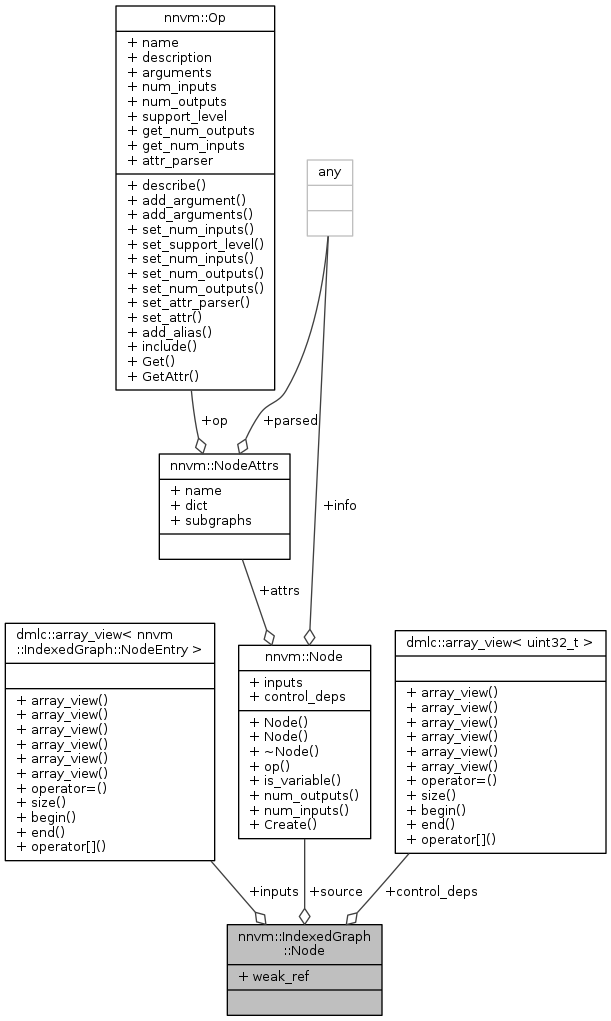 nnvm::Op
+ name
+ description
+ arguments
+ num_inputs
+ num_outputs
+ support_level
+ get_num_outputs
+ get_num_inputs
+ attr_parser
+ describe()
+ add_argument()
+ add_arguments()
+ set_num_inputs()
+ set_support_level()
+ set_num_inputs()
+ set_num_outputs()
+ set_num_outputs()
+ set_attr_parser()
+ set_attr()
+ add_alias()
+ include()
+ Get()
+ GetAttr()
any
+op
+parsed
nnvm::NodeAttrs
+ name
+ dict
+ subgraphs
+info
+attrs
dmlc::array_view< nnvm
::IndexedGraph::NodeEntry >
+ array_view()
+ array_view()
+ array_view()
+ array_view()
+ array_view()
+ array_view()
+ operator=()
+ size()
+ begin()
+ end()
+ operator[]()
nnvm::Node
+ inputs
+ control_deps
+ Node()
+ Node()
+ ~Node()
+ op()
+ is_variable()
+ num_outputs()
+ num_inputs()
+ Create()
dmlc::array_view< uint32_t >
+ array_view()
+ array_view()
+ array_view()
+ array_view()
+ array_view()
+ array_view()
+ operator=()
+ size()
+ begin()
+ end()
+ operator[]()
+inputs
+source
+control_deps
nnvm::IndexedGraph
::Node
+ weak_ref